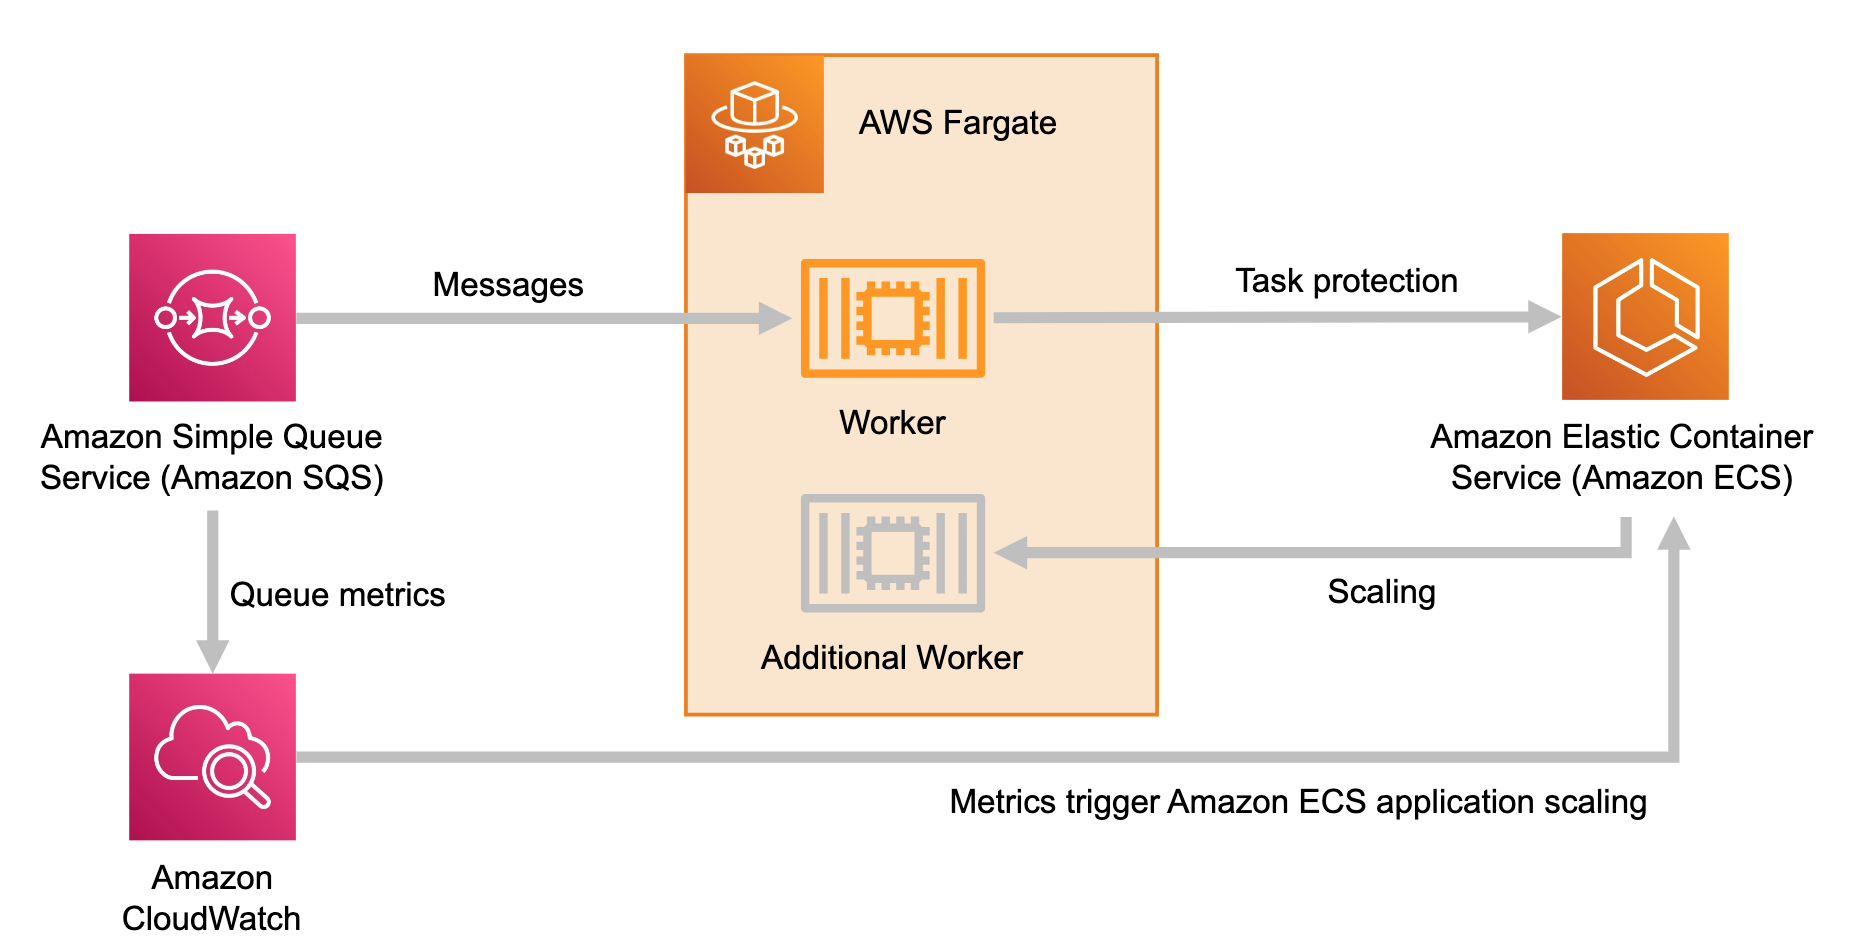 AWS Fargate
Messages
Task protection
Worker
Amazon Simple Queue
Service (Amazon SQS)
Amazon Elastic Container
Service (Amazon ECS)
Queue metrics
Scaling
Additional Worker
Metrics trigger Amazon ECS application scaling
Amazon
CloudWatch